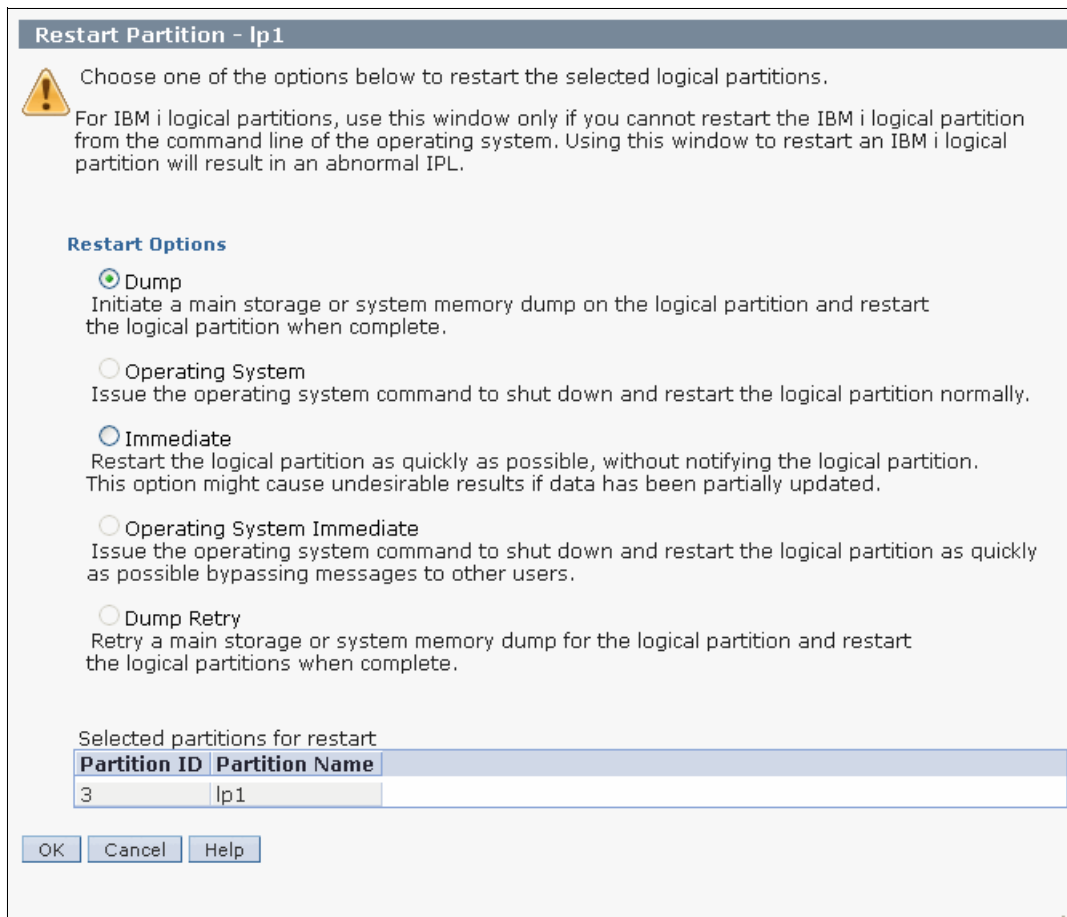 Restart Partition - lp1
Choose one of the options below to restart the selected logical partitions.
For IBM i logical partitions, use this window only if you cannot restart the IBM i logical partition
from the command line of the operating system. Using this window to restart an IBM i logical
partition will result in an abnormal IPL.
Restart Options
Dump
Initiate a main storage or system memory dump on the logical partition and restart
the logical partition when complete.
Operating System
Issue the operating system command to shut down and restart the logical partition normally.
Immediate
Restart the logical partition as quickly as possible, without notifying the logical partition.
This option might cause undesirable results if data has been partially updated.
Operating System Immediate
Issue the operating system command to shut down and restart the logical partition as quickly
as possible bypassing messages to other users.
Dump Retry
Retry a main storage or system memory dump for the logical partition and restart
the logical partitions when complete.
Selected partitions for restart
Partition ID Partition Name
3 lp1
OK Cancel Help